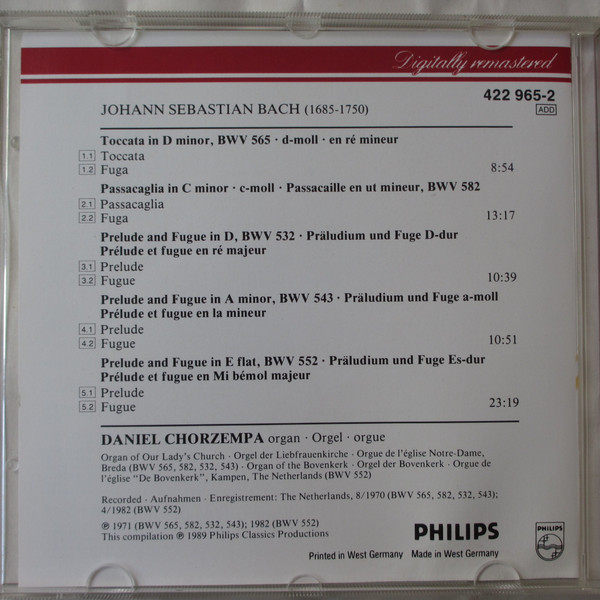 Digitally remastered
422 965-2
ADD
JOHANN SEBASTIAN BACH (1685-1750)
Toccata in D minor, BWV 565 · d-moll · en ré mineur
1.1 Toccata
1.2 Fuga 8:54
Passacaglia in C minor · c-moll · Passacaille en ut mineur, BWV 582
2.1 Passacaglia
2.2 Fuga 13:17
Prelude and Fugue in D, BWV 532 · Präludium und Fuge D-dur
Prélude et fugue en ré majeur
3.1 Prelude
3.2 Fugue 10:39
Prelude and Fugue in A minor, BWV 543 · Präludium und Fuge a-moll
Prélude et fugue en la mineur
4.1 Prelude
4.2 Fugue 10:51
Prelude and Fugue in E flat, BWV 552 · Präludium und Fuge Es-dur
Prélude et fugue en Mi bémol majeur
5.1 Prelude
5.2 Fugue 23:19
DANIEL CHORZEMPA organ · Orgel · orgue
Organ of Our Lady's Church · Orgel der Liebfrauenkirche · Orgue de l'église Notre-Dame,
Breda (BWV 565, 582, 532, 543) · Organ of the Bovenkerk · Orgel der Bovenkerk · Orgue de
l'église "De Bovenkerk", Kampen, The Netherlands (BWV 552)
Recorded · Aufnahmen · Enregistrement: The Netherlands, 8/1970 (BWV 565, 582, 532, 543);
4/1982 (BWV 552)
℗ 1971 (BWV 565, 582, 532, 543); 1982 (BWV 552)
This compilation ℗ 1989 Philips Classics Productions
PHILIPS
PHILIPS
Printed in West Germany Made in West Germany